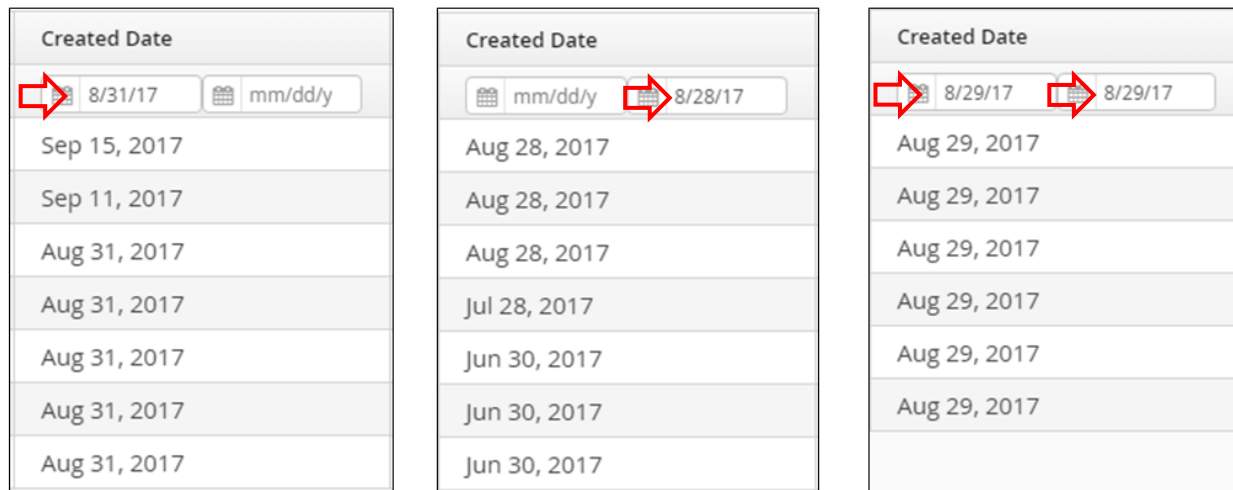 Created Date
8/31/17 mm/dd/y
Sep 15, 2017
Sep 11, 2017
Aug 31, 2017
Aug 31, 2017
Aug 31, 2017
Aug 31, 2017
Aug 31, 2017
Created Date
mm/dd/y 8/28/17
Aug 28, 2017
Aug 28, 2017
Aug 28, 2017
Jul 28, 2017
Jun 30, 2017
Jun 30, 2017
Jun 30, 2017
Created Date
8/29/17 8/29/17
Aug 29, 2017
Aug 29, 2017
Aug 29, 2017
Aug 29, 2017
Aug 29, 2017
Aug 29, 2017